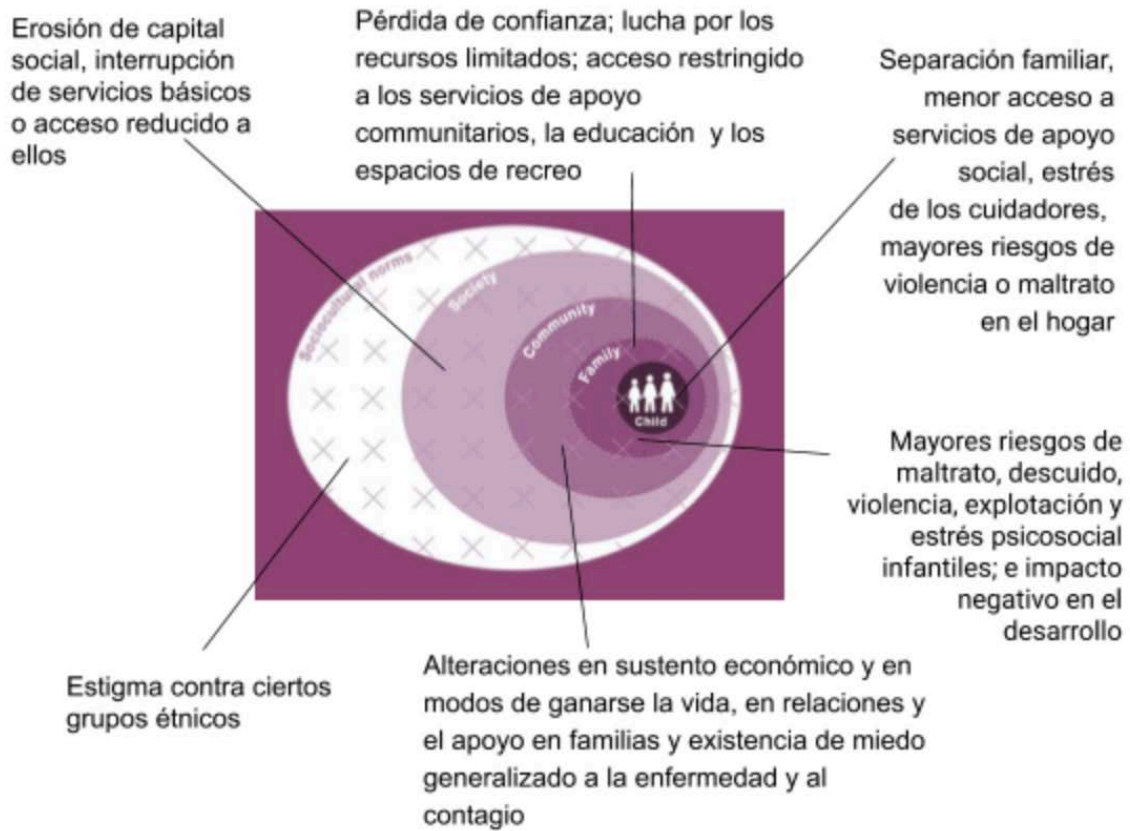 Erosión de capital
social, interrupción
de servicios básicos
o acceso reducido a
ellos
Pérdida de confianza; lucha por los
recursos limitados; acceso restringido
a los servicios de apoyo
communitarios, la educación y los
espacios de recreo
Separación familiar,
menor acceso a
servicios de apoyo
social, estrés
de los cuidadores,
mayores riesgos de
violencia o maltrato
en el hogar
Sociocultural norms
Society
Community
Family
Child
Mayores riesgos de
maltrato, descuido,
violencia, explotación y
estrés psicosocial
infantiles; e impacto
negativo en el
desarrollo
Estigma contra ciertos
grupos étnicos
Alteraciones en sustento económico y en
modos de ganarse la vida, en relaciones y
el apoyo en familias y existencia de miedo
generalizado a la enfermedad y al
contagio